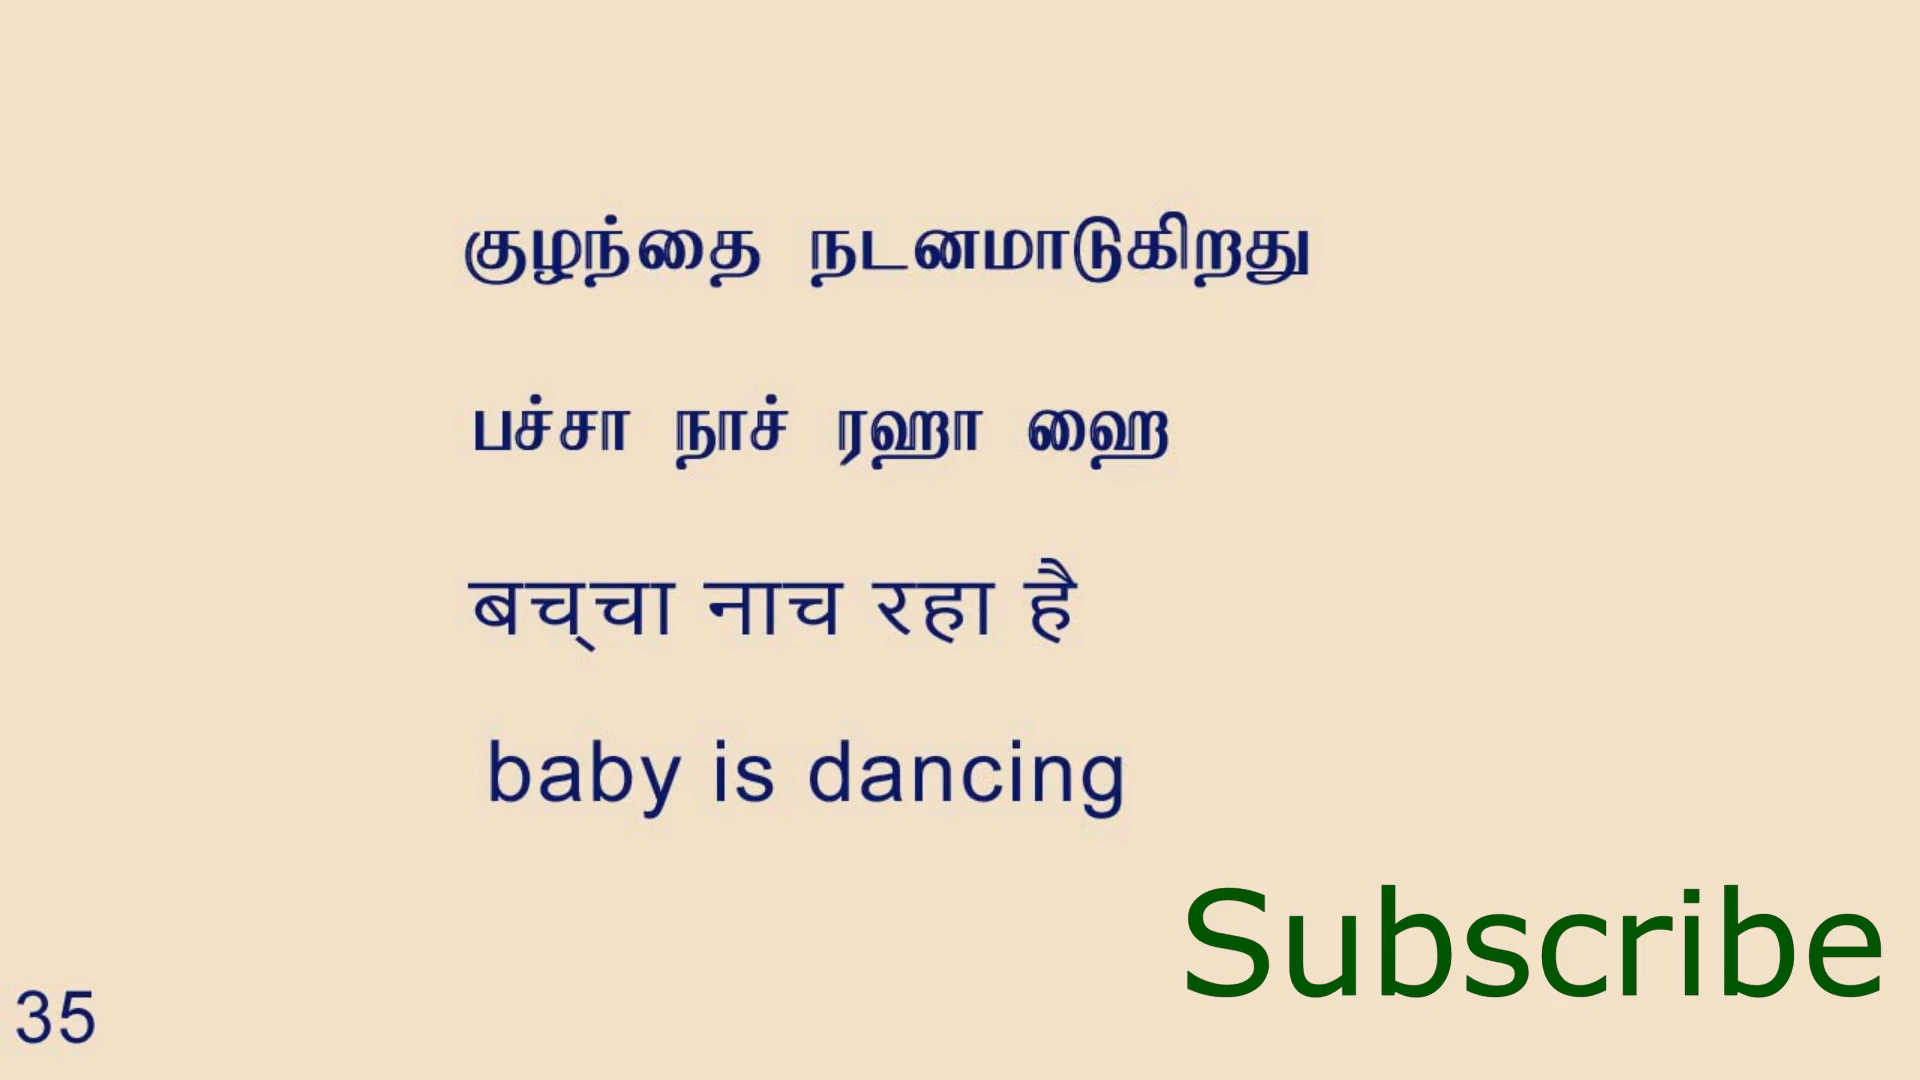 குழந்தை நடனமாடுகிறது
பச்சா நாச் ரஹா ஹை
बच्‌चा नाच रहा है
baby is dancing
Subscribe
35